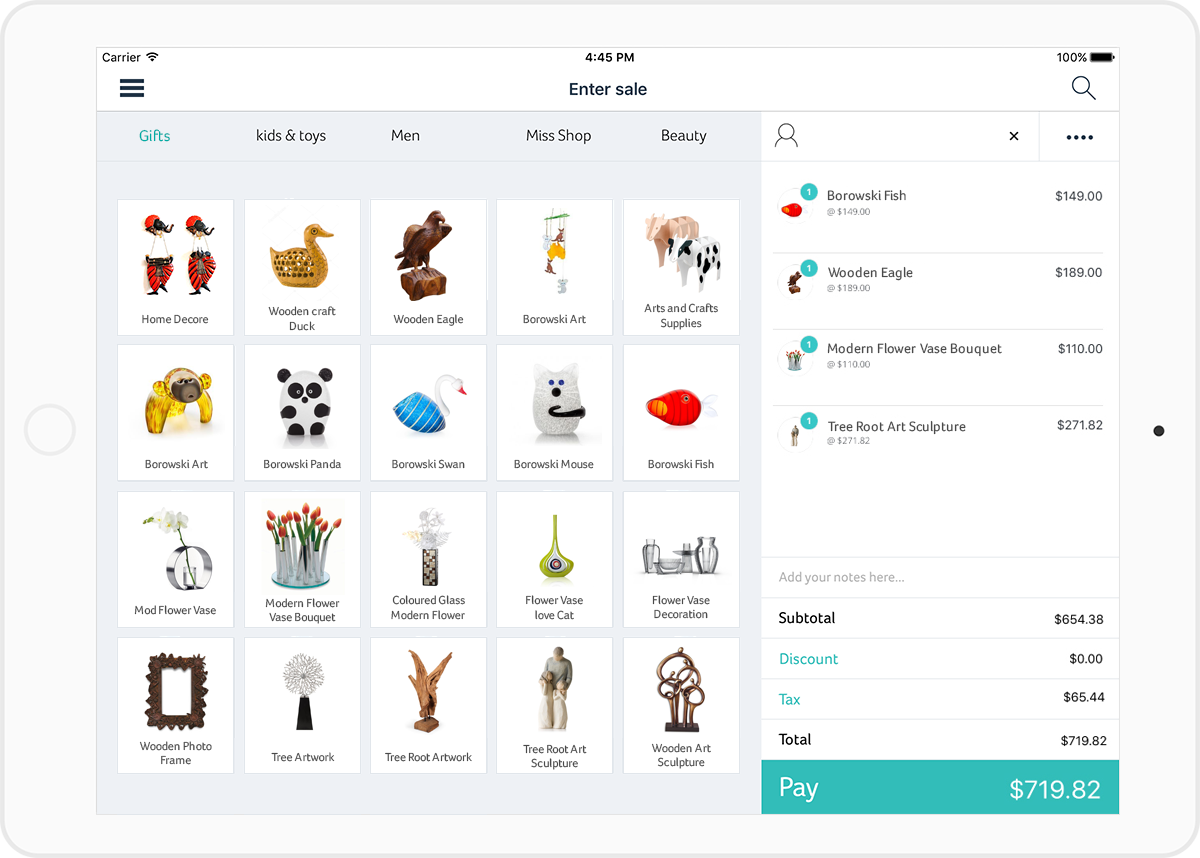 Carrier 4:45 PM 100%
Enter sale
Gifts kids & toys Men Miss Shop Beauty
Home Decore
Wooden craft
Duck
Wooden Eagle
Borowski Art
Arts and Crafts
Supplies
Borowski Art
Borowski Panda
Borowski Swan
Borowski Mouse
Borowski Fish
Mod Flower Vase
Modern Flower
Vase Bouquet
Coloured Glass
Modern Flower
Flower Vase
love Cat
Flower Vase
Decoration
Wooden Photo
Frame
Tree Artwork
Tree Root Artwork
Tree Root Art
Sculpture
Wooden Art
Sculpture
1 Borowski Fish $149.00
@ $149.00
1 Wooden Eagle $189.00
@ $189.00
1 Modern Flower Vase Bouquet $110.00
@ $110.00
1 Tree Root Art Sculpture $271.82
@ $271.82
Add your notes here...
Subtotal $654.38
Discount $0.00
Tax $65.44
Total $719.82
Pay $719.82